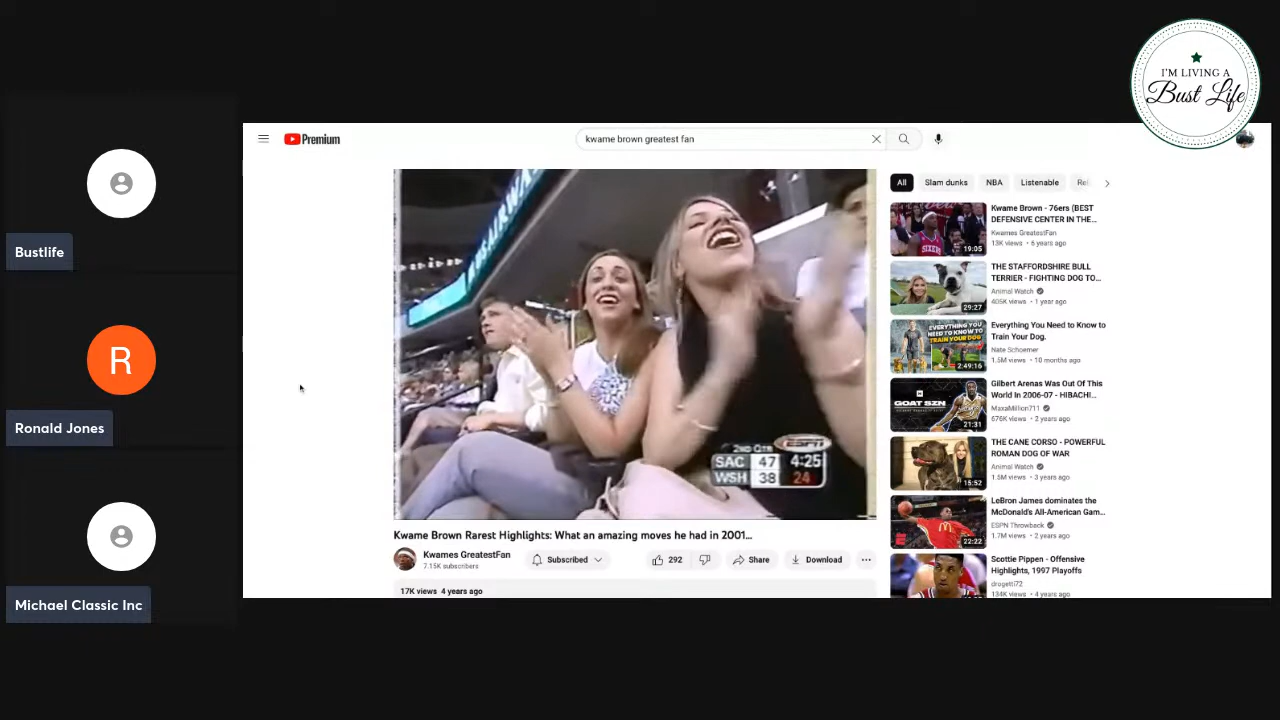 I'M LIVING A
Bust Life
Premium
kwame brown greatest fan
Bustlife
R
Ronald Jones
Michael Classic Inc
US AIRWAYS
2ND QTR
SAC 47 4:25
WSH 38 24
Kwame Brown Rarest Highlights: What an amazing moves he had in 2001...
Kwames GreatestFan
7.15K subscribers
Subscribed
292
Share
Download
17K views 4 years ago
All
Slam dunks
NBA
Listenable
Rel
Kwame Brown - 76ers (BEST
DEFENSIVE CENTER IN THE...
Kwames GreatestFan
13K views • 6 years ago
19:05
THE STAFFORDSHIRE BULL
TERRIER - FIGHTING DOG TO...
Animal Watch
405K views • 1 year ago
29:27
EVERYTHING YOU
NEED TO KNOW TO
TRAIN YOUR DOG
Everything You Need to Know to
Train Your Dog.
Nate Schoemer
1.5M views • 10 months ago
2:49:16
GOAT SZN
Gilbert Arenas Was Out Of This
World In 2006-07 - HIBACHI...
MaxaMillion711
676K views • 2 years ago
21:31
THE CANE CORSO - POWERFUL
ROMAN DOG OF WAR
Animal Watch
1.5M views • 3 years ago
15:52
LeBron James dominates the
McDonald's All-American Gam...
ESPN Throwback
1.7M views • 2 years ago
22:22
Scottie Pippen - Offensive
Highlights, 1997 Playoffs
drogeti72
134K views • 4 years ago